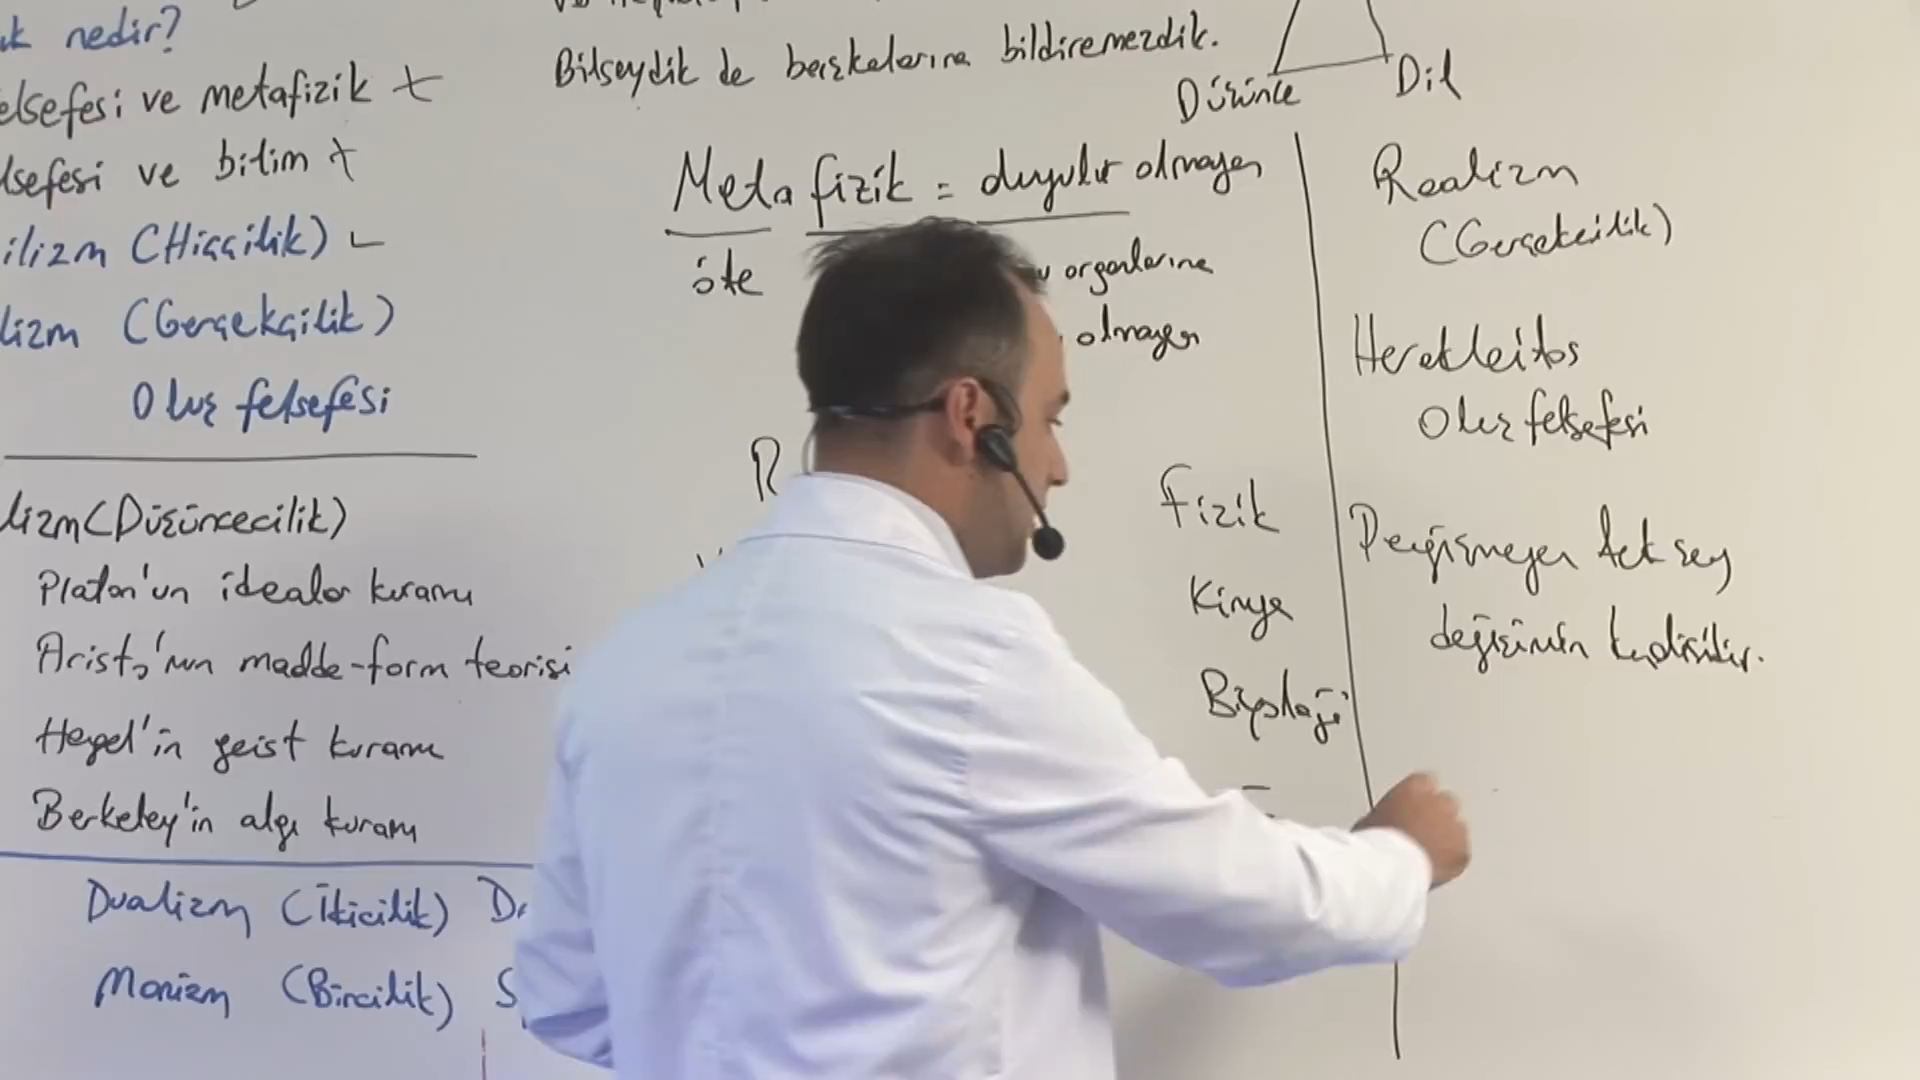 nedir?
elsefesi ve metafizik +
lsefesi ve bilim +
ilizm (Hiççilik) ✓
lizm (Gerçekçilik)
Oluş felsefesi
lizm (Düşüncecilik)
Platon'un idealar kuramı
Aristo'nun madde-form teorisi
Hegel'in geist kuramı
Berkeley'in algı kuramı
Dualizm (İkicilik) D
Monizm (Bircilik) S
Bilseydik de başkalarına bildiremezdik.
Düşünce
Dil
Metafizik = duyulur olmayan
öte
organlarına
olmayan
R
Fizik
Kimya
Biyoloji
Realizm
(Gerçekçilik)
Herakleitos
Oluş felsefesi
Değişmeyen tek şey
değişimin kendisidir.